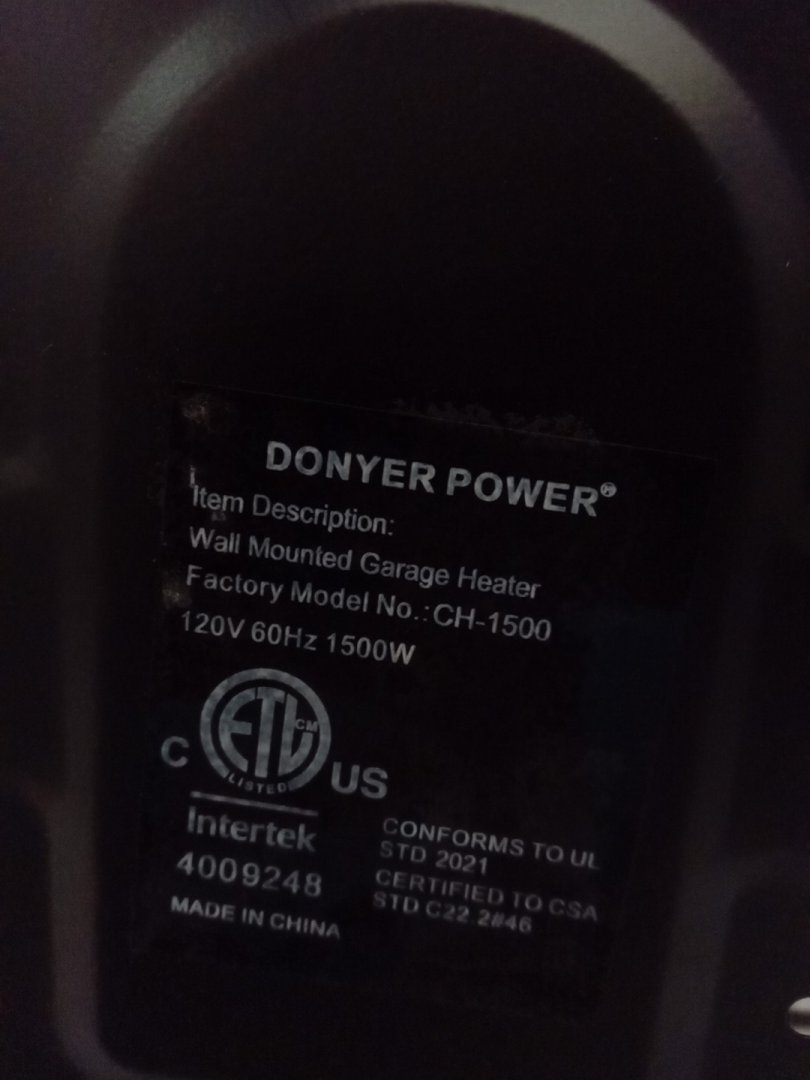 DONYER POWER®
Item Description:
Wall Mounted Garage Heater
Factory Model No.:CH-1500
120V 60Hz 1500W
C ETL CM LISTED US
Intertek
4009248
MADE IN CHINA
CONFORMS TO UL
STD 2021
CERTIFIED TO CSA
STD C22.2#46